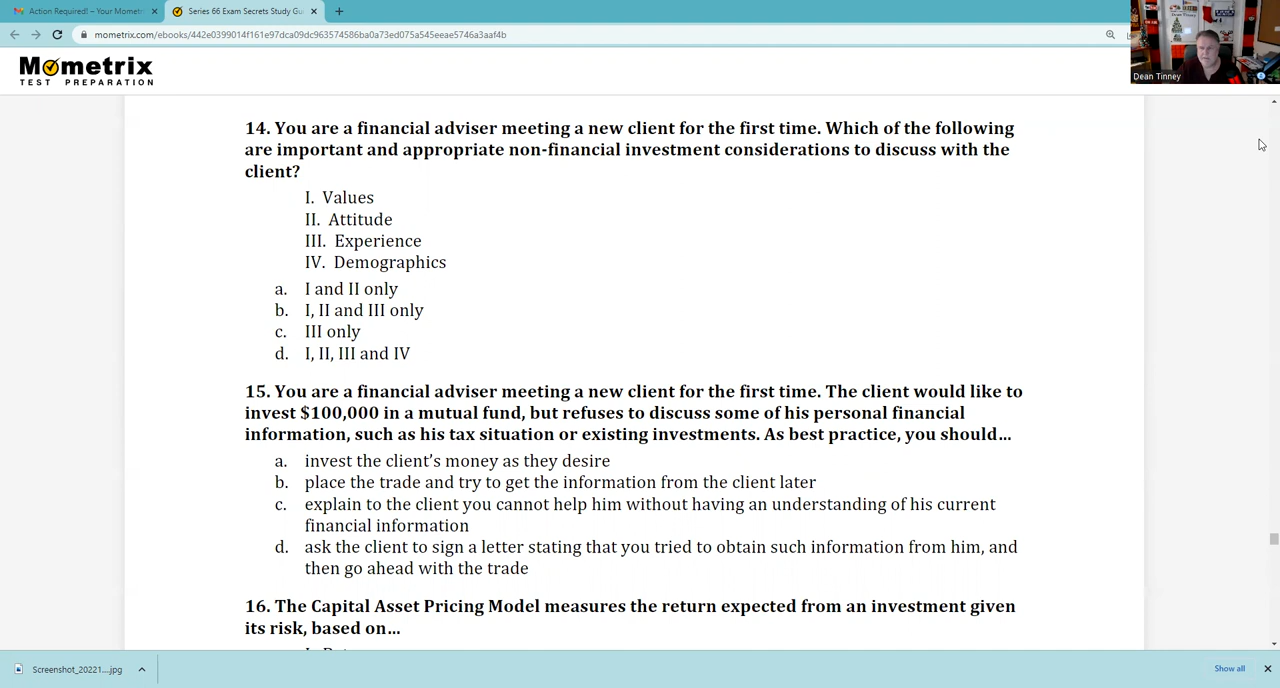 Action Required! – Your Mometri
Series 66 Exam Secrets Study Gui
mometrix.com/ebooks/442e0399014f161e97dca09dc963574586ba0a73ed075a545eeae5746a3aaf4b
Mometrix
TEST PREPARATION
Dean Tinney
14. You are a financial adviser meeting a new client for the first time. Which of the following
are important and appropriate non-financial investment considerations to discuss with the
client?
I. Values
II. Attitude
III. Experience
IV. Demographics
a. I and II only
b. I, II and III only
c. III only
d. I, II, III and IV
15. You are a financial adviser meeting a new client for the first time. The client would like to
invest $100,000 in a mutual fund, but refuses to discuss some of his personal financial
information, such as his tax situation or existing investments. As best practice, you should…
a. invest the client's money as they desire
b. place the trade and try to get the information from the client later
c. explain to the client you cannot help him without having an understanding of his current
financial information
d. ask the client to sign a letter stating that you tried to obtain such information from him, and
then go ahead with the trade
16. The Capital Asset Pricing Model measures the return expected from an investment given
its risk, based on…
Screenshot_20221....jpg
Show all